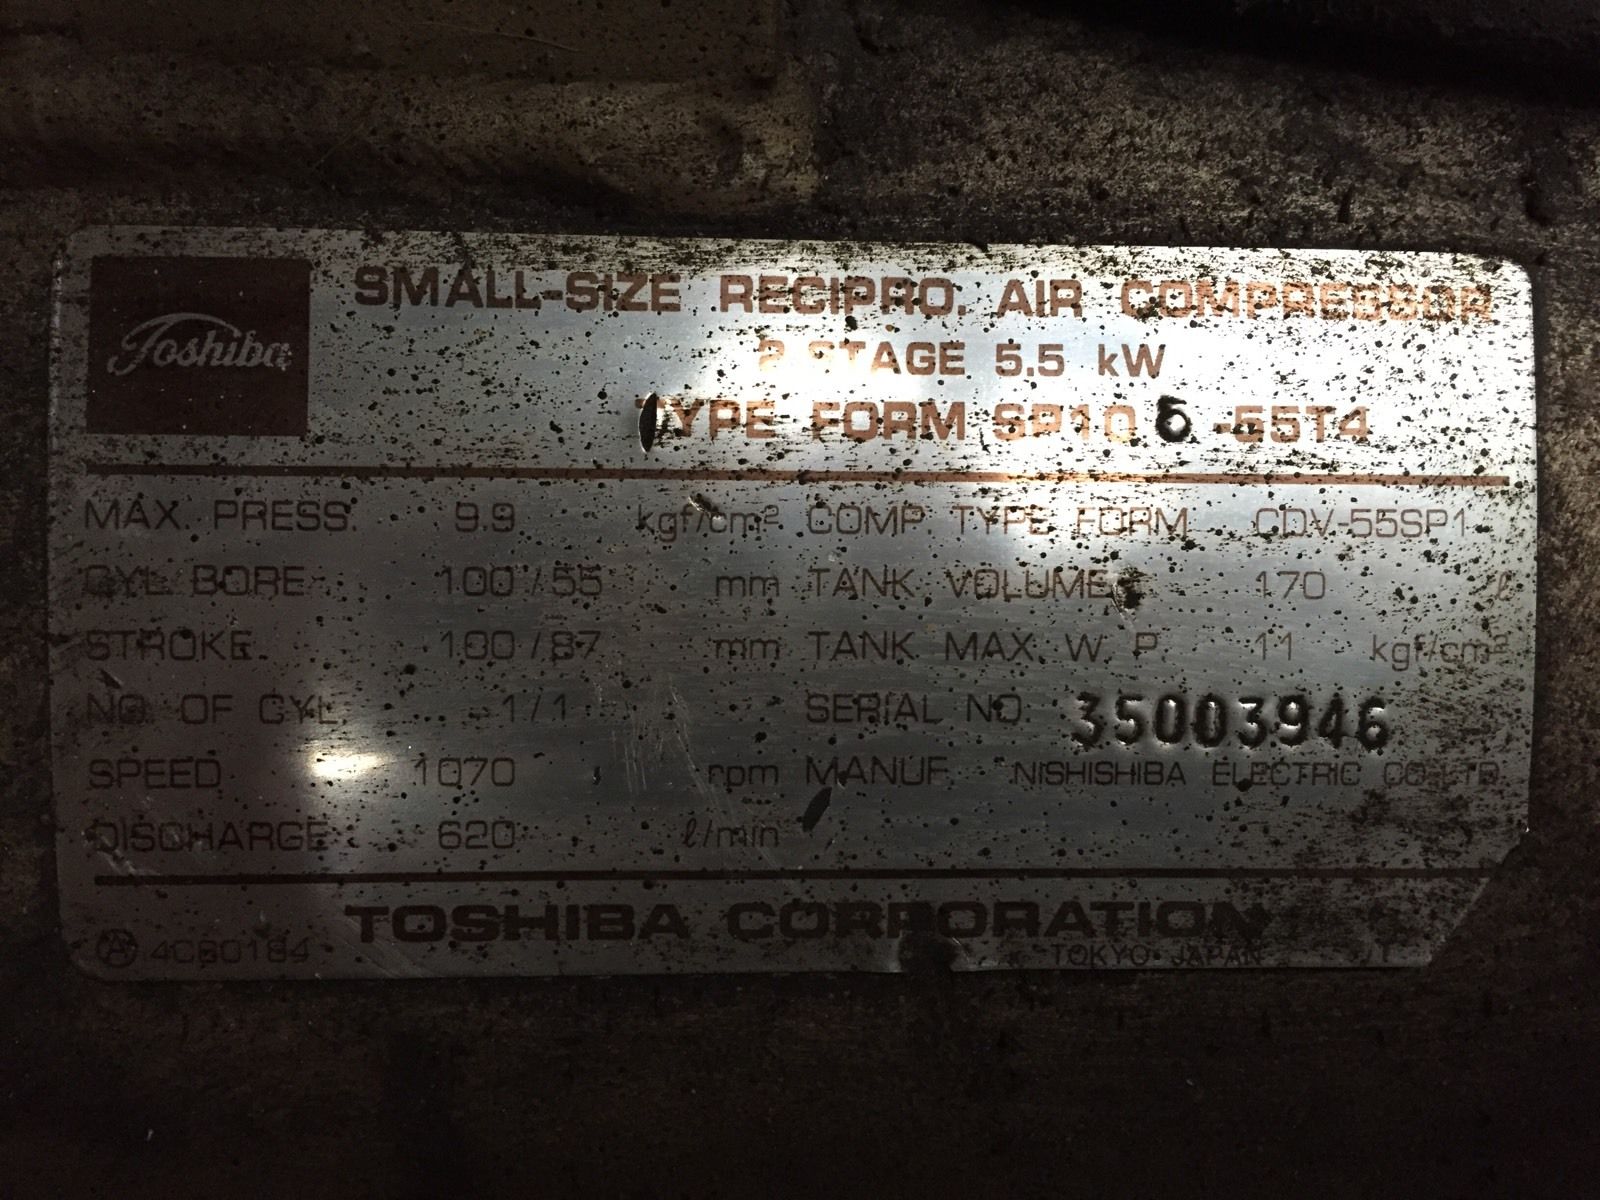 Toshiba
SMALL-SIZE RECIPRO. AIR COMPRESSOR
2 STAGE 5.5 kW
TYPE FORM SP10 5 -55T4
MAX. PRESS. 9.9 kgf/cm² COMP. TYPE FORM CDV-55SP1
CYL BORE 100/55 mm TANK VOLUME 170 ℓ
STROKE 100/87 mm TANK MAX. W. P. 11 kgf/cm²
NO. OF CYL. 1/1 SERIAL NO. 35003946
SPEED 1070 rpm MANUF. NISHISHIBA ELECTRIC CO. LTD.
DISCHARGE 620 ℓ/min
TOSHIBA CORPORATION
TOKYO JAPAN